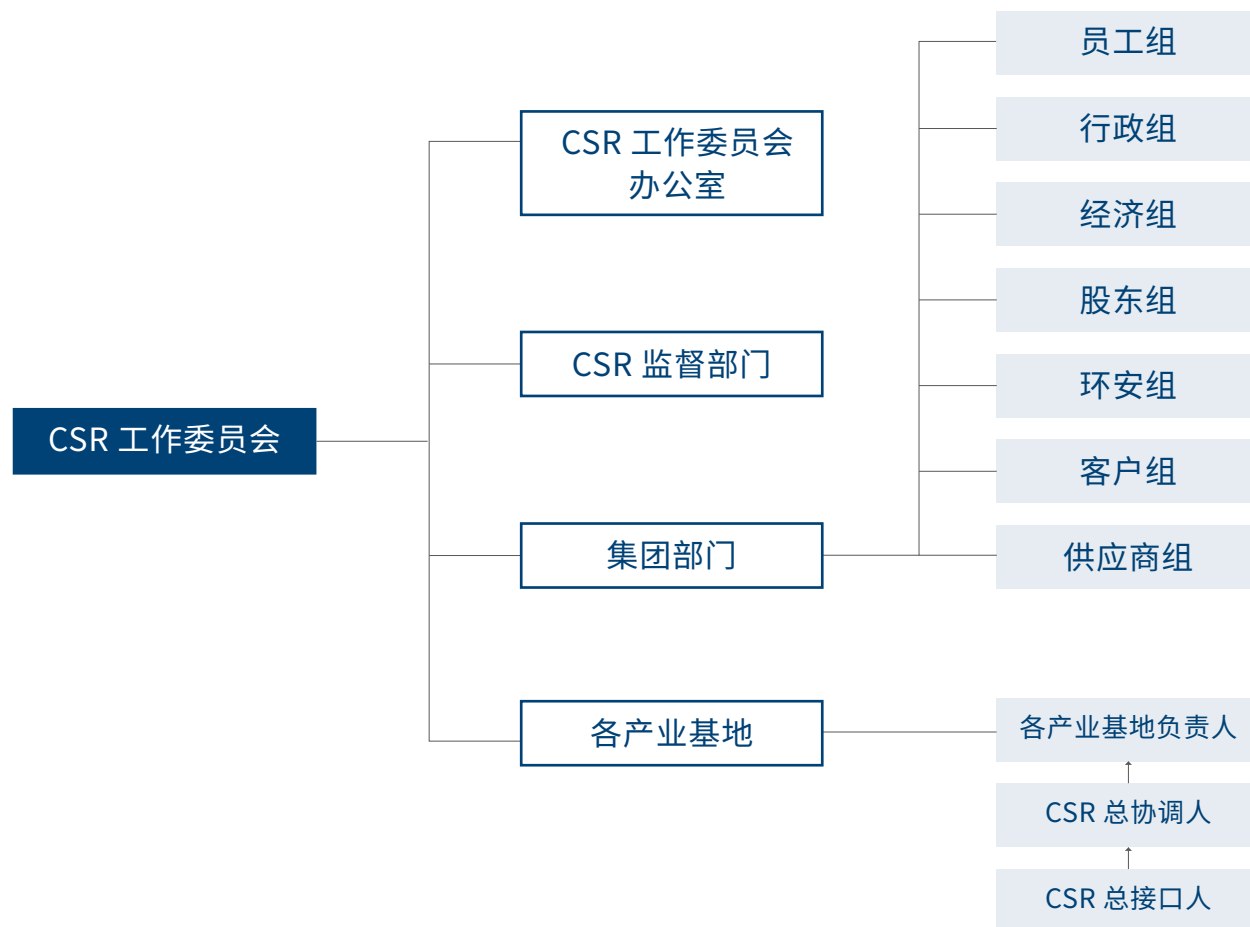 CSR 工作委员会
CSR 工作委员会
办公室
CSR 监督部门
集团部门
各产业基地
员工组
行政组
经济组
股东组
环安组
客户组
供应商组
各产业基地负责人
CSR 总协调人
CSR 总接口人